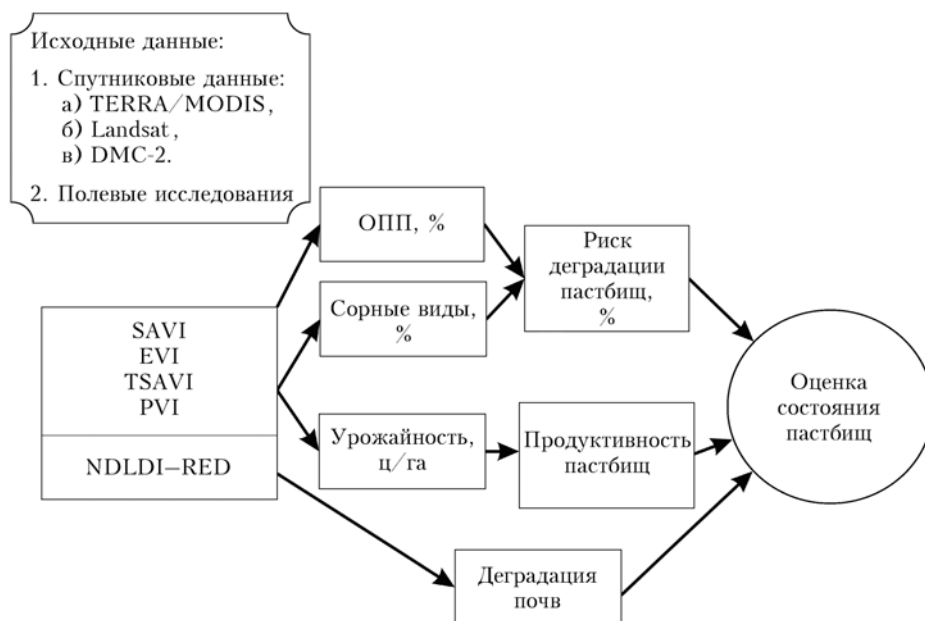 Исходные данные:
1. Спутниковые данные:
а) TERRA/MODIS,
б) Landsat,
в) DMC-2.
2. Полевые исследования
ОПП, %
Сорные виды,
%
Риск
деградации
пастбищ,
%
SAVI
EVI
TSAVI
PVI
NDLDI–RED
Урожайность,
ц/га
Продуктивность
пастбищ
Оценка
состояния
пастбищ
Деградация
почв